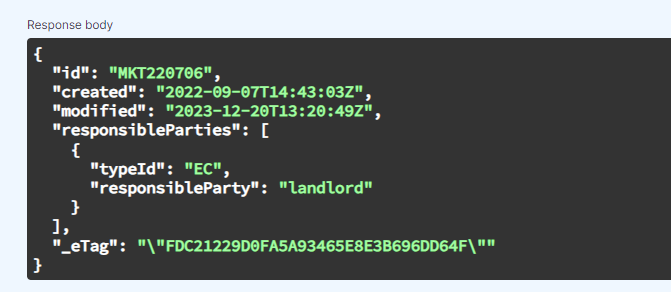 Response body
{
"id": "MKT220706",
"created": "2022-09-07T14:43:03Z",
"modified": "2023-12-20T13:20:49Z",
"responsibleParties": [
{
"typeId": "EC",
"responsibleParty": "landlord"
}
],
"_eTag": "\"FDC21229D0FA5A93465E8E3B696DD64F\""
}